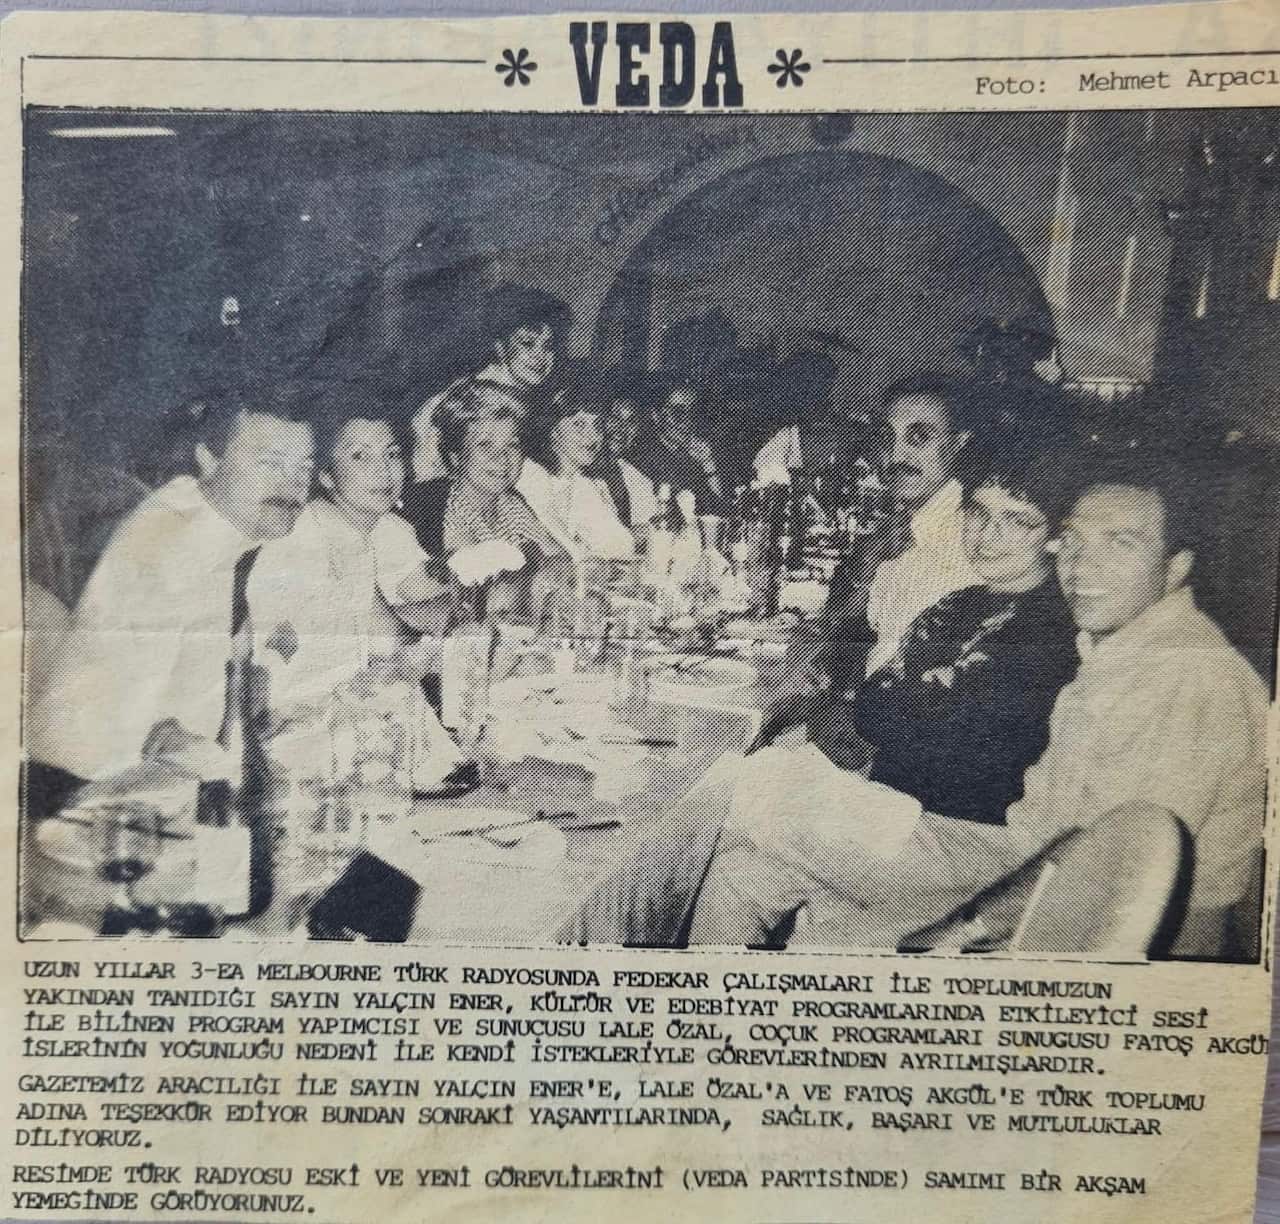 * VEDA *
Foto: Mehmet Arpacı
UZUN YILLAR 3-EA MELBOURNE TÜRK RADYOSUNDA FEDEKAR ÇALIŞMALARI İLE TOPLUMUMUZUN
YAKINDAN TANIDIĞI SAYIN YALÇIN ENER, KÜLTÜR VE EDEBİYAT PROGRAMLARINDA ETKİLEYİCİ SESİ
İLE BİLİNEN PROGRAM YAPIMCISI VE SUNUCUSU LALE ÖZAL, ÇOÇUK PROGRAMLARI SUNUGUSU FATOŞ AKGÜL
İSLERİNİN YOĞUNLUĞU NEDENİ İLE KENDİ İSTEKLERİYLE GÖREVLERİNDEN AYRILMIŞLARDIR.
GAZETEMİZ ARACILIĞI İLE SAYIN YALÇIN ENER'E, LALE ÖZAL'A VE FATOŞ AKGÜL'E TÜRK TOPLUMU
ADINA TEŞEKKÜR EDİYOR BUNDAN SONRAKİ YAŞANTILARINDA, SAĞLIK, BAŞARI VE MUTLULUKLAR
DİLİYORUZ.
RESİMDE TÜRK RADYOSU ESKİ VE YENİ GÖREVLİLERİNİ (VEDA PARTİSİNDE) SAMIMI BİR AKŞAM
YEMEĞİNDE GÖRÜYORUNUZ.